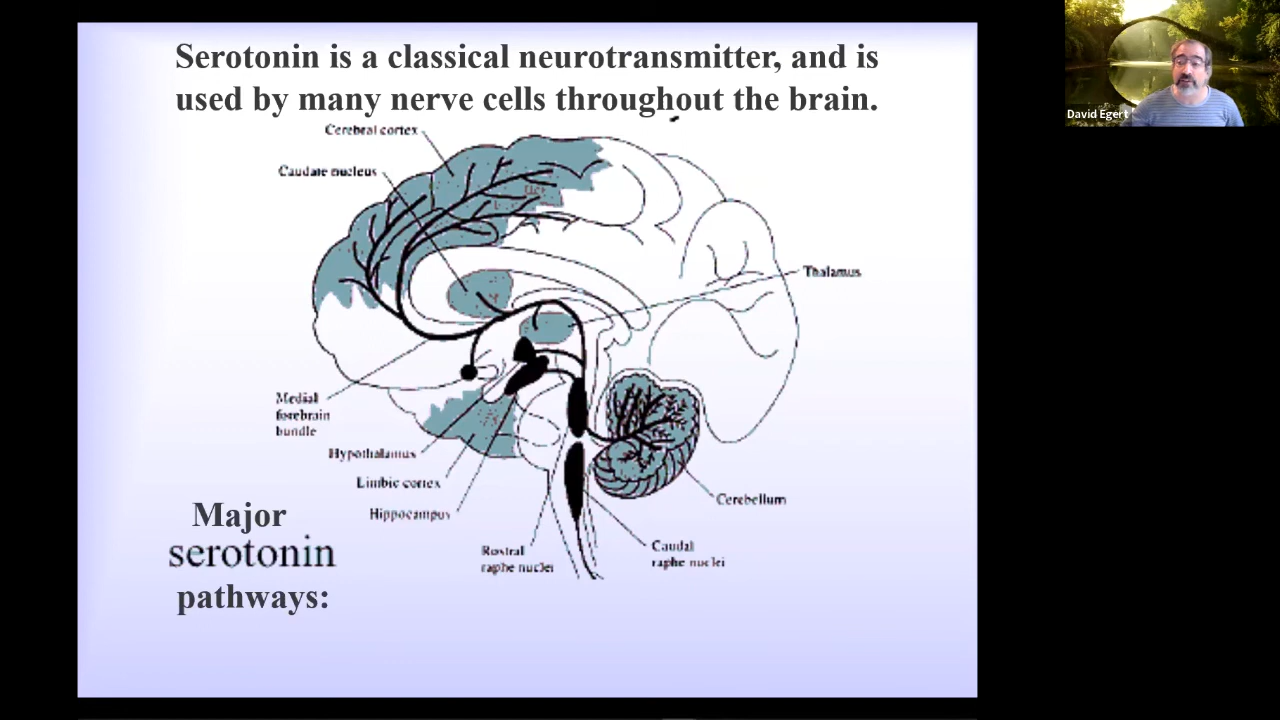 Serotonin is a classical neurotransmitter, and is
used by many nerve cells throughout the brain.
Cerebral cortex
Caudate nucleus
Thalamus
Medial
forebrain
bundle
Hypothalamus
Limbic cortex
Hippocampus
Rostral
raphe nuclei
Caudal
raphe nuclei
Cerebellum
Major
serotonin
pathways:
David Egert